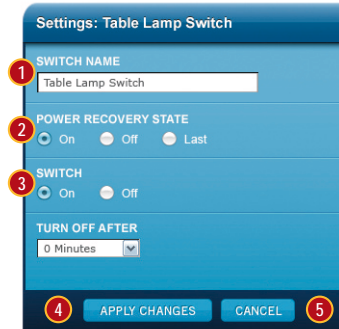 Settings: Table Lamp Switch
SWITCH NAME
1
Table Lamp Switch
POWER RECOVERY STATE
2
On Off Last
SWITCH
3
On Off
TURN OFF AFTER
0 Minutes
4 APPLY CHANGES CANCEL 5